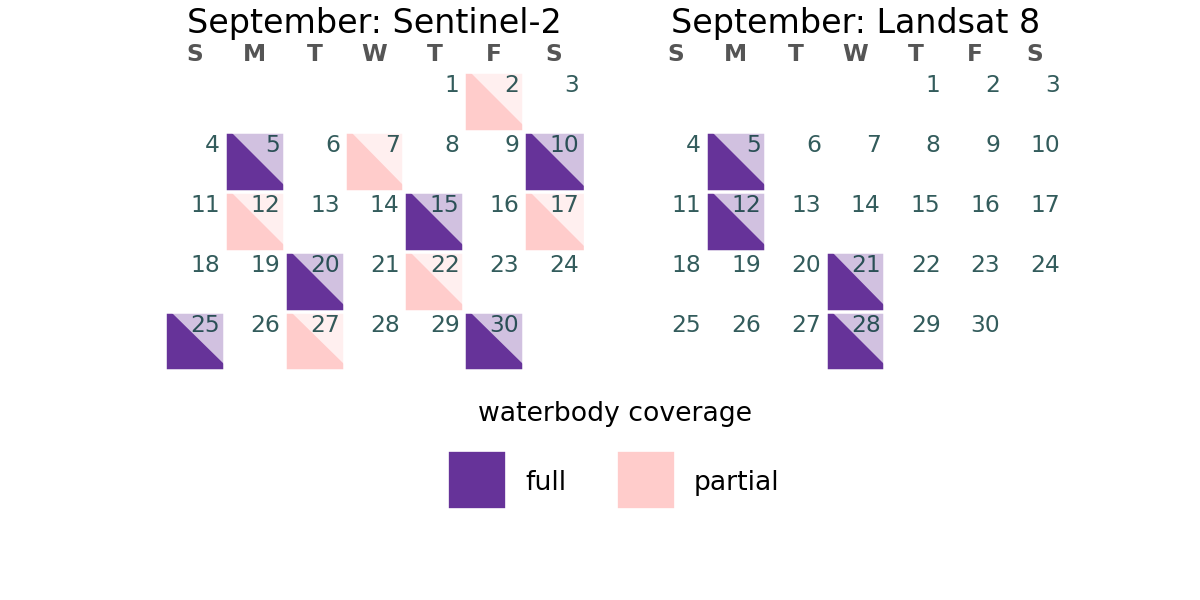 September: Sentinel-2
S M T W T F S
1 2 3
4 5 6 7 8 9 10
11 12 13 14 15 16 17
18 19 20 21 22 23 24
25 26 27 28 29 30
September: Landsat 8
S M T W T F S
1 2 3
4 5 6 7 8 9 10
11 12 13 14 15 16 17
18 19 20 21 22 23 24
25 26 27 28 29 30
waterbody coverage
full partial